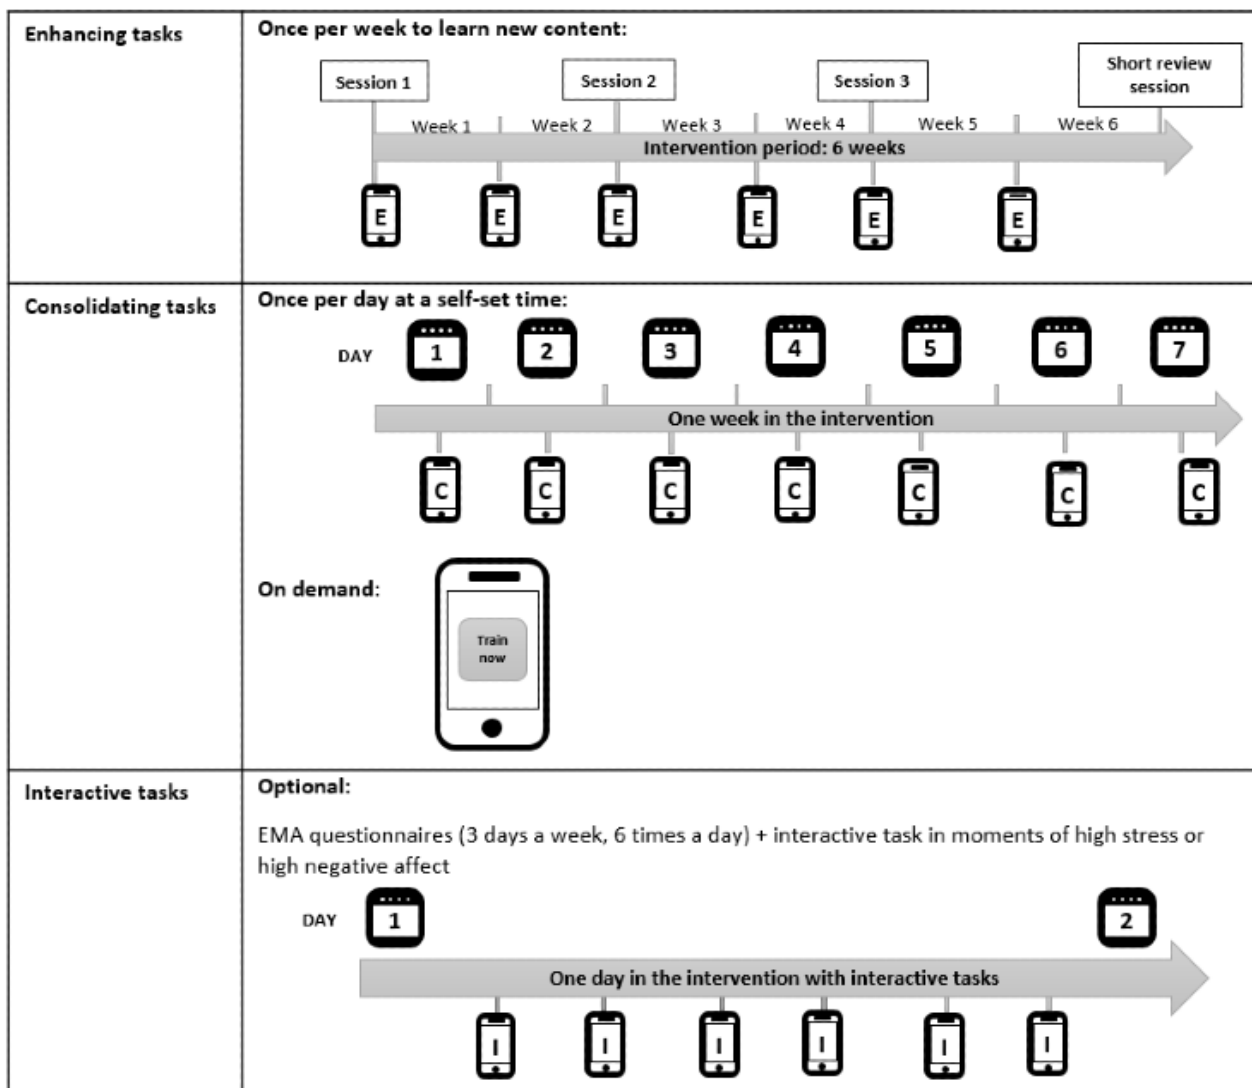 Enhancing tasks
Once per week to learn new content:
Session 1
Session 2
Session 3
Short review
session
Week 1
Week 2
Week 3
Week 4
Week 5
Week 6
Intervention period: 6 weeks
E
E
E
E
E
E
Consolidating tasks
Once per day at a self-set time:
DAY
1
2
3
4
5
6
7
One week in the intervention
C
C
C
C
C
C
C
On demand:
Train
now
Interactive tasks
Optional:
EMA questionnaires (3 days a week, 6 times a day) + interactive task in moments of high stress or
high negative affect
DAY
1
2
One day in the intervention with interactive tasks
I
I
I
I
I
I